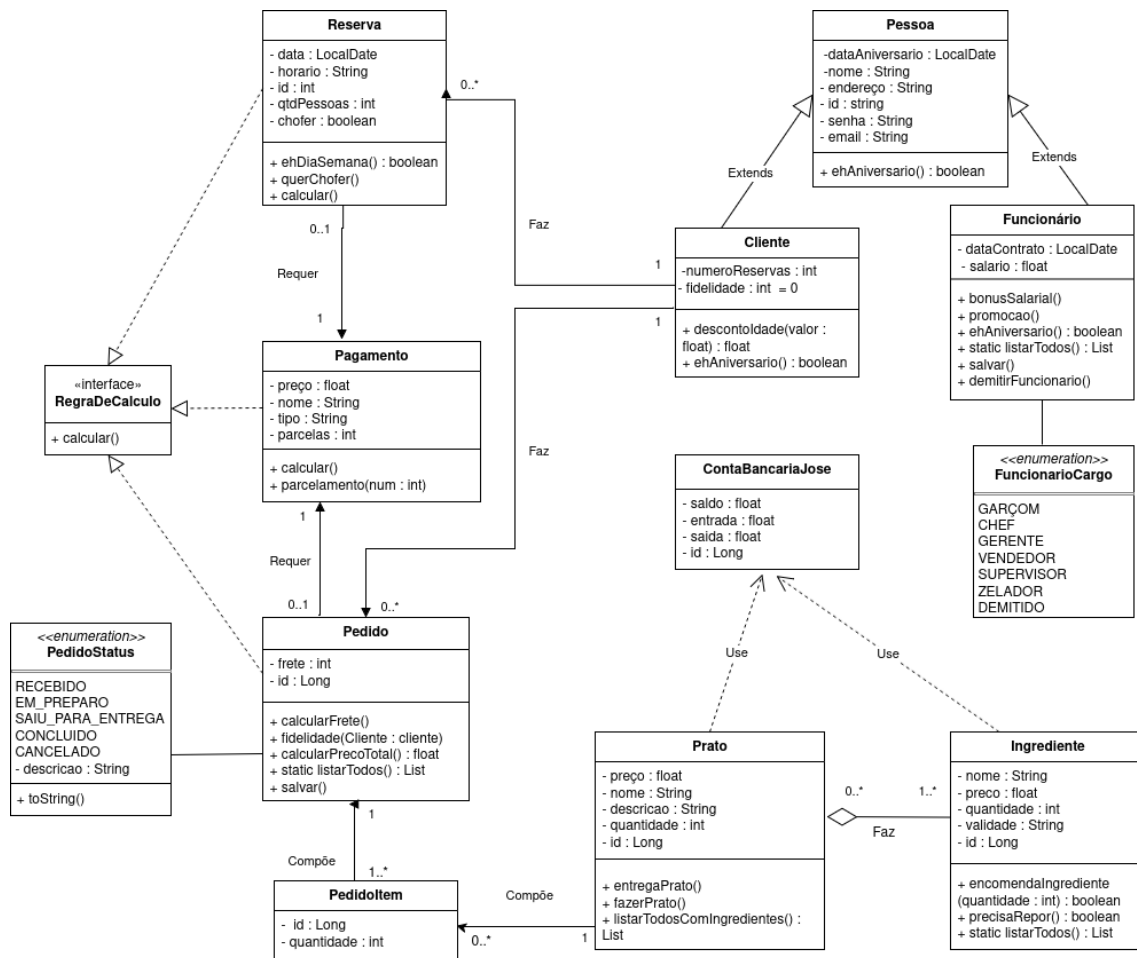 Reserva
- data : LocalDate
- horario : String
- id : int
- qtdPessoas : int
- chofer : boolean
+ ehDiaSemana() : boolean
+ querChofer()
+ calcular()
0..*
Pessoa
-dataAniversario : LocalDate
-nome : String
- endereço : String
- id : string
- senha : String
- email : String
+ ehAniversario() : boolean
Extends
Extends
Faz
0..1
Requer
1
1
1
Cliente
-numeroReservas : int
- fidelidade : int = 0
+ descontoIdade(valor :
float) : float
+ ehAniversario() : boolean
Funcionário
- dataContrato : LocalDate
- salario : float
+ bonusSalarial()
+ promocao()
+ ehAniversario() : boolean
+ static listarTodos() : List
+ salvar()
+ demitirFuncionario()
«interface»
RegraDeCalculo
+ calcular()
Pagamento
- preço : float
- nome : String
- tipo : String
- parcelas : int
+ calcular()
+ parcelamento(num : int)
Faz
1
Requer
0..1
0..*
ContaBancariaJose
- saldo : float
- entrada : float
- saida : float
- id : Long
<<enumeration>>
FuncionarioCargo
GARÇOM
CHEF
GERENTE
VENDEDOR
SUPERVISOR
ZELADOR
DEMITIDO
<<enumeration>>
PedidoStatus
RECEBIDO
EM_PREPARO
SAIU_PARA_ENTREGA
CONCLUIDO
CANCELADO
- descricao : String
+ toString()
Pedido
- frete : int
- id : Long
+ calcularFrete()
+ fidelidade(Cliente : cliente)
+ calcularPrecoTotal() : float
+ static listarTodos() : List
+ salvar()
Use
Use
1
Compõe
1..*
PedidoItem
- id : Long
- quantidade : int
Compõe
0..*
1
Prato
- preço : float
- nome : String
- descricao : String
- quantidade : int
- id : Long
+ entregaPrato()
+ fazerPrato()
+ listarTodosComIngredientes() :
List
0..*
1..*
Faz
Ingrediente
- nome : String
- preco : float
- quantidade : int
- validade : String
- id : Long
+ encomendaIngrediente
(quantidade : int) : boolean
+ precisaRepor() : boolean
+ static listarTodos() : List